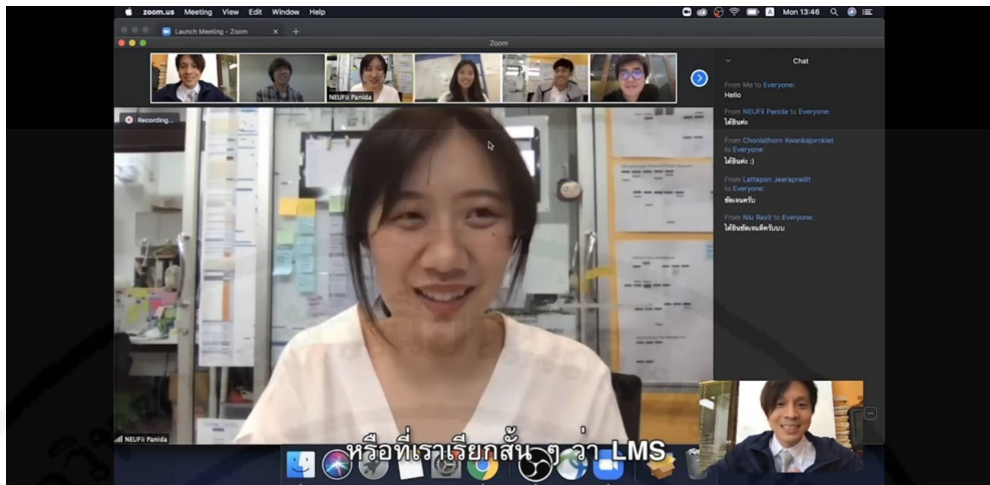 zoom.us Meeting View Edit Window Help
Mon 13:46
Launch Meeting - Zoom
Zoom
NEUFii Panida
Recording...
Chat
From Me to Everyone:
Hello
From NEUFii Panida to Everyone:
ได้ยินค่ะ
From Chonlethorn Kwankajornkiet
to Everyone:
ได้ยินค่ะ :)
From Lattapon Jeerapradit
to Everyone:
ชัดเจนครับ
From Niu Ravit to Everyone:
ได้ยินชัดเจนดีครับบบ
NEUFii Panida
หรือที่เราเรียกสั้น ๆ ว่า LMS